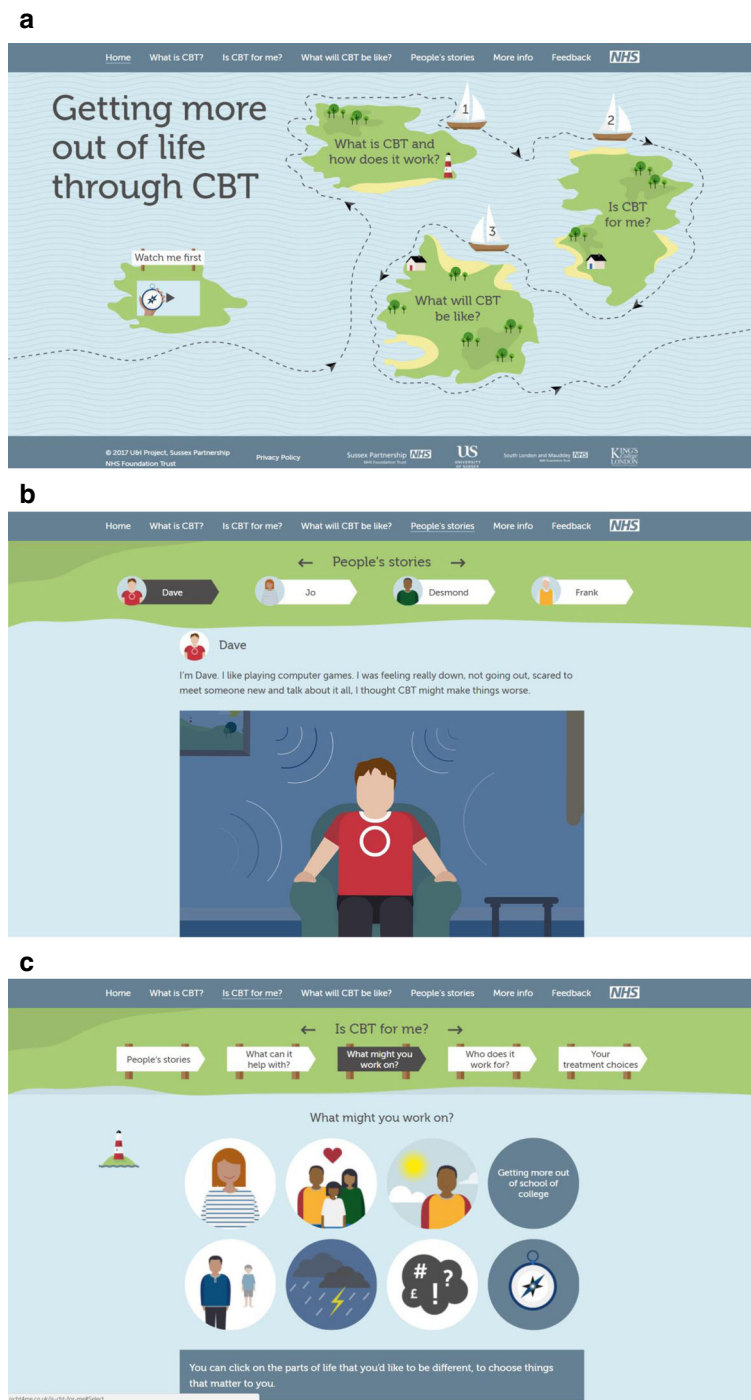 a
Home What is CBT? Is CBT for me? What will CBT be like? People's stories More info Feedback NHS
Getting more
out of life
through CBT
1
What is CBT and
how does it work?
2
Is CBT
for me?
3
What will CBT
be like?
Watch me first
© 2017 U&I Project, Sussex Partnership
NHS Foundation Trust
Privacy Policy
Sussex Partnership NHS
NHS Foundation Trust
US
UNIVERSITY
OF SUSSEX
South London and Maudsley NHS
NHS Foundation Trust
KING'S
College
LONDON
b
Home What is CBT? Is CBT for me? What will CBT be like? People's stories More info Feedback NHS
← People's stories →
Dave Jo Desmond Frank
Dave
I'm Dave. I like playing computer games. I was feeling really down, not going out, scared to
meet someone new and talk about it all, I thought CBT might make things worse.
c
Home What is CBT? Is CBT for me? What will CBT be like? People's stories More info Feedback NHS
← Is CBT for me? →
People's stories
What can it
help with?
What might you
work on?
Who does it
work for?
Your
treatment choices
What might you work on?
Getting more out
of school of
college
# ?
£ !
You can click on the parts of life that you'd like to be different, to choose things
that matter to you.